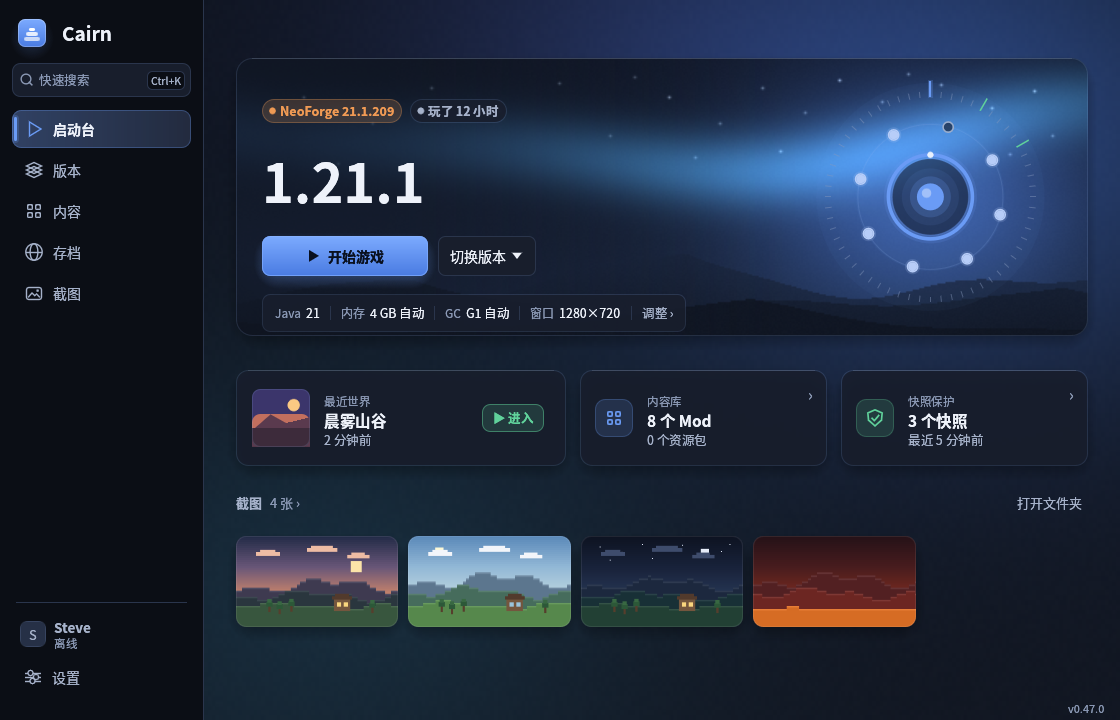 Cairn
快速搜索 Ctrl+K
启动台
版本
内容
存档
截图
S Steve
离线
设置
NeoForge 21.1.209 玩了 12 小时
1.21.1
开始游戏 切换版本
Java 21 内存 4 GB 自动 GC G1 自动 窗口 1280×720 调整 ›
最近世界
晨雾山谷
2 分钟前
进入
内容库 ›
8 个 Mod
0 个资源包
快照保护 ›
3 个快照
最近 5 分钟前
截图 4 张 › 打开文件夹
v0.47.0